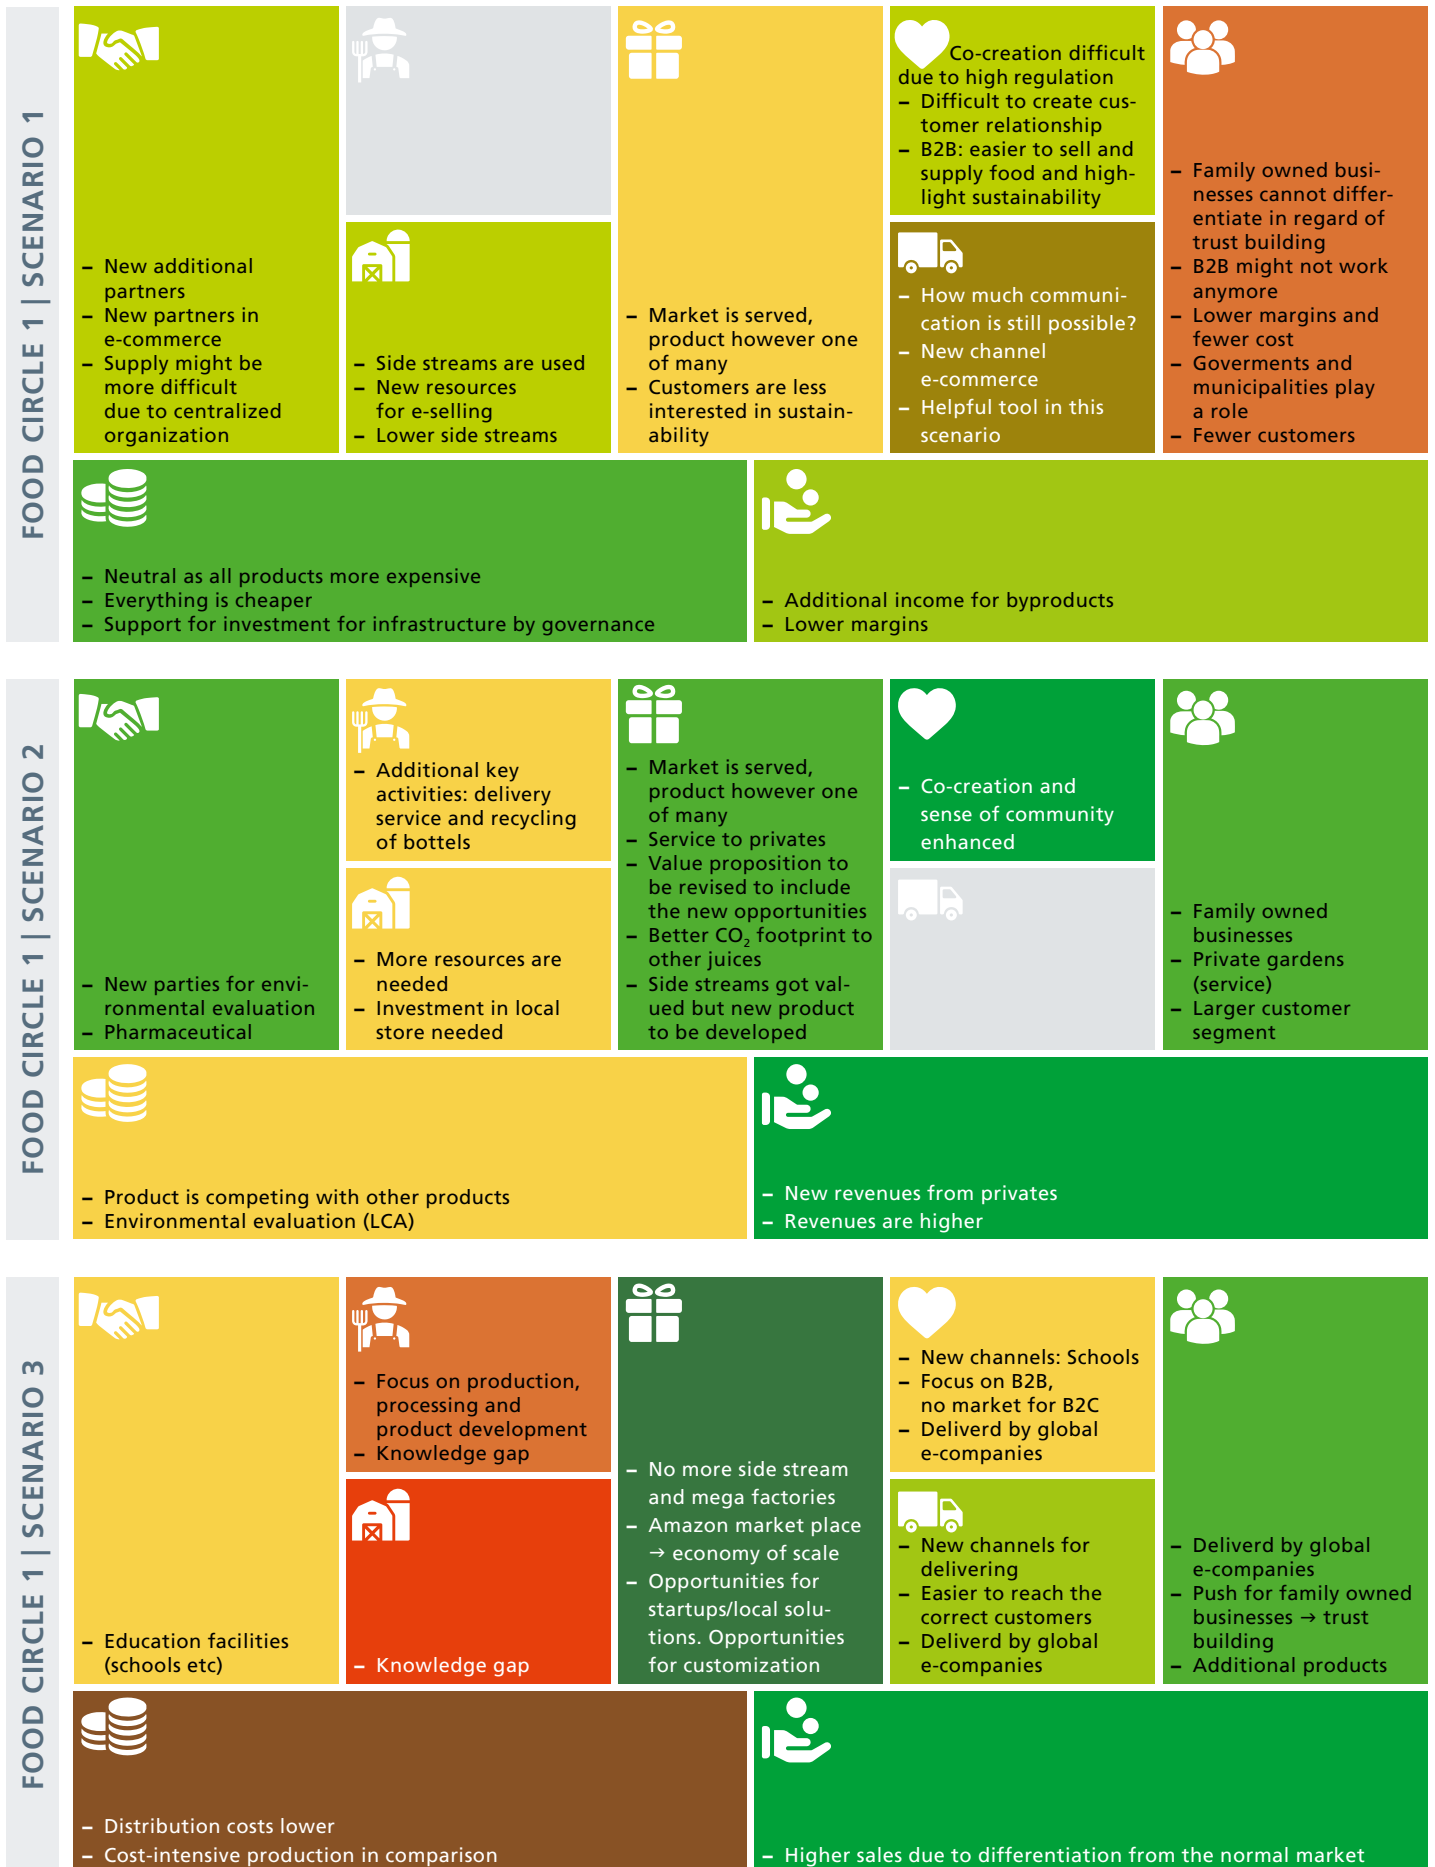 FOOD CIRCLE 1 | SCENARIO 1
– New additional
partners
– New partners in
e-commerce
– Supply might be
more difficult
due to centralized
organization
– Side streams are used
– New resources
for e-selling
– Lower side streams
– Market is served,
product however one
of many
– Customers are less
interested in sustain-
ability
Co-creation difficult
due to high regulation
– Difficult to create cus-
tomer relationship
– B2B: easier to sell and
supply food and high-
light sustainability
– How much communi-
cation is still possible?
– New channel
e-commerce
– Helpful tool in this
scenario
– Family owned busi-
nesses cannot differ-
entiate in regard of
trust building
– B2B might not work
anymore
– Lower margins and
fewer cost
– Goverments and
municipalities play
a role
– Fewer customers
– Neutral as all products more expensive
– Everything is cheaper
– Support for investment for infrastructure by governance
– Additional income for byproducts
– Lower margins
FOOD CIRCLE 1 | SCENARIO 2
– New parties for envi-
ronmental evaluation
– Pharmaceutical
– Additional key
activities: delivery
service and recycling
of bottels
– More resources are
needed
– Investment in local
store needed
– Market is served,
product however one
of many
– Service to privates
– Value proposition to
be revised to include
the new opportunities
– Better CO₂ footprint to
other juices
– Side streams got val-
ued but new product
to be developed
– Co-creation and
sense of community
enhanced
– Family owned
businesses
– Private gardens
(service)
– Larger customer
segment
– Product is competing with other products
– Environmental evaluation (LCA)
– New revenues from privates
– Revenues are higher
FOOD CIRCLE 1 | SCENARIO 3
– Education facilities
(schools etc)
– Focus on production,
processing and
product development
– Knowledge gap
– Knowledge gap
– No more side stream
and mega factories
– Amazon market place
→ economy of scale
– Opportunities for
startups/local solu-
tions. Opportunities
for customization
– New channels: Schools
– Focus on B2B,
no market for B2C
– Deliverd by global
e-companies
– New channels for
delivering
– Easier to reach the
correct customers
– Deliverd by global
e-companies
– Deliverd by global
e-companies
– Push for family owned
businesses → trust
building
– Additional products
– Distribution costs lower
– Cost-intensive production in comparison
– Higher sales due to differentiation from the normal market